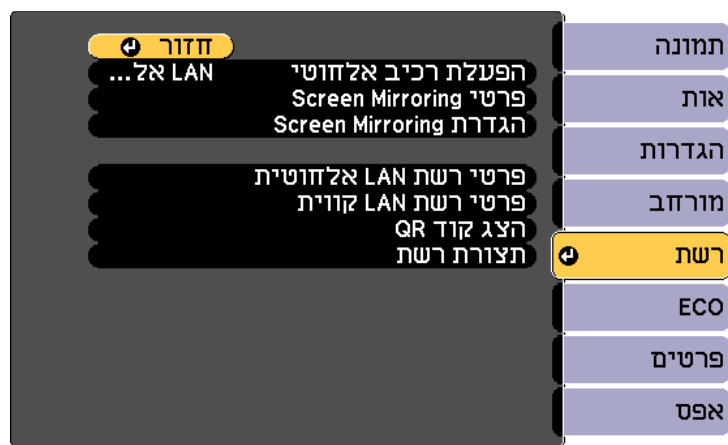 תמונה
אות
הגדרות
מורחב
רשת
ECO
פרטים
אפס
חזור
הפעלת רכיב אלחוטי LAN אל...
פרטי Screen Mirroring
הגדרת Screen Mirroring
פרטי רשת LAN אלחוטית
פרטי רשת LAN קווית
הצג קוד QR
תצורת רשת